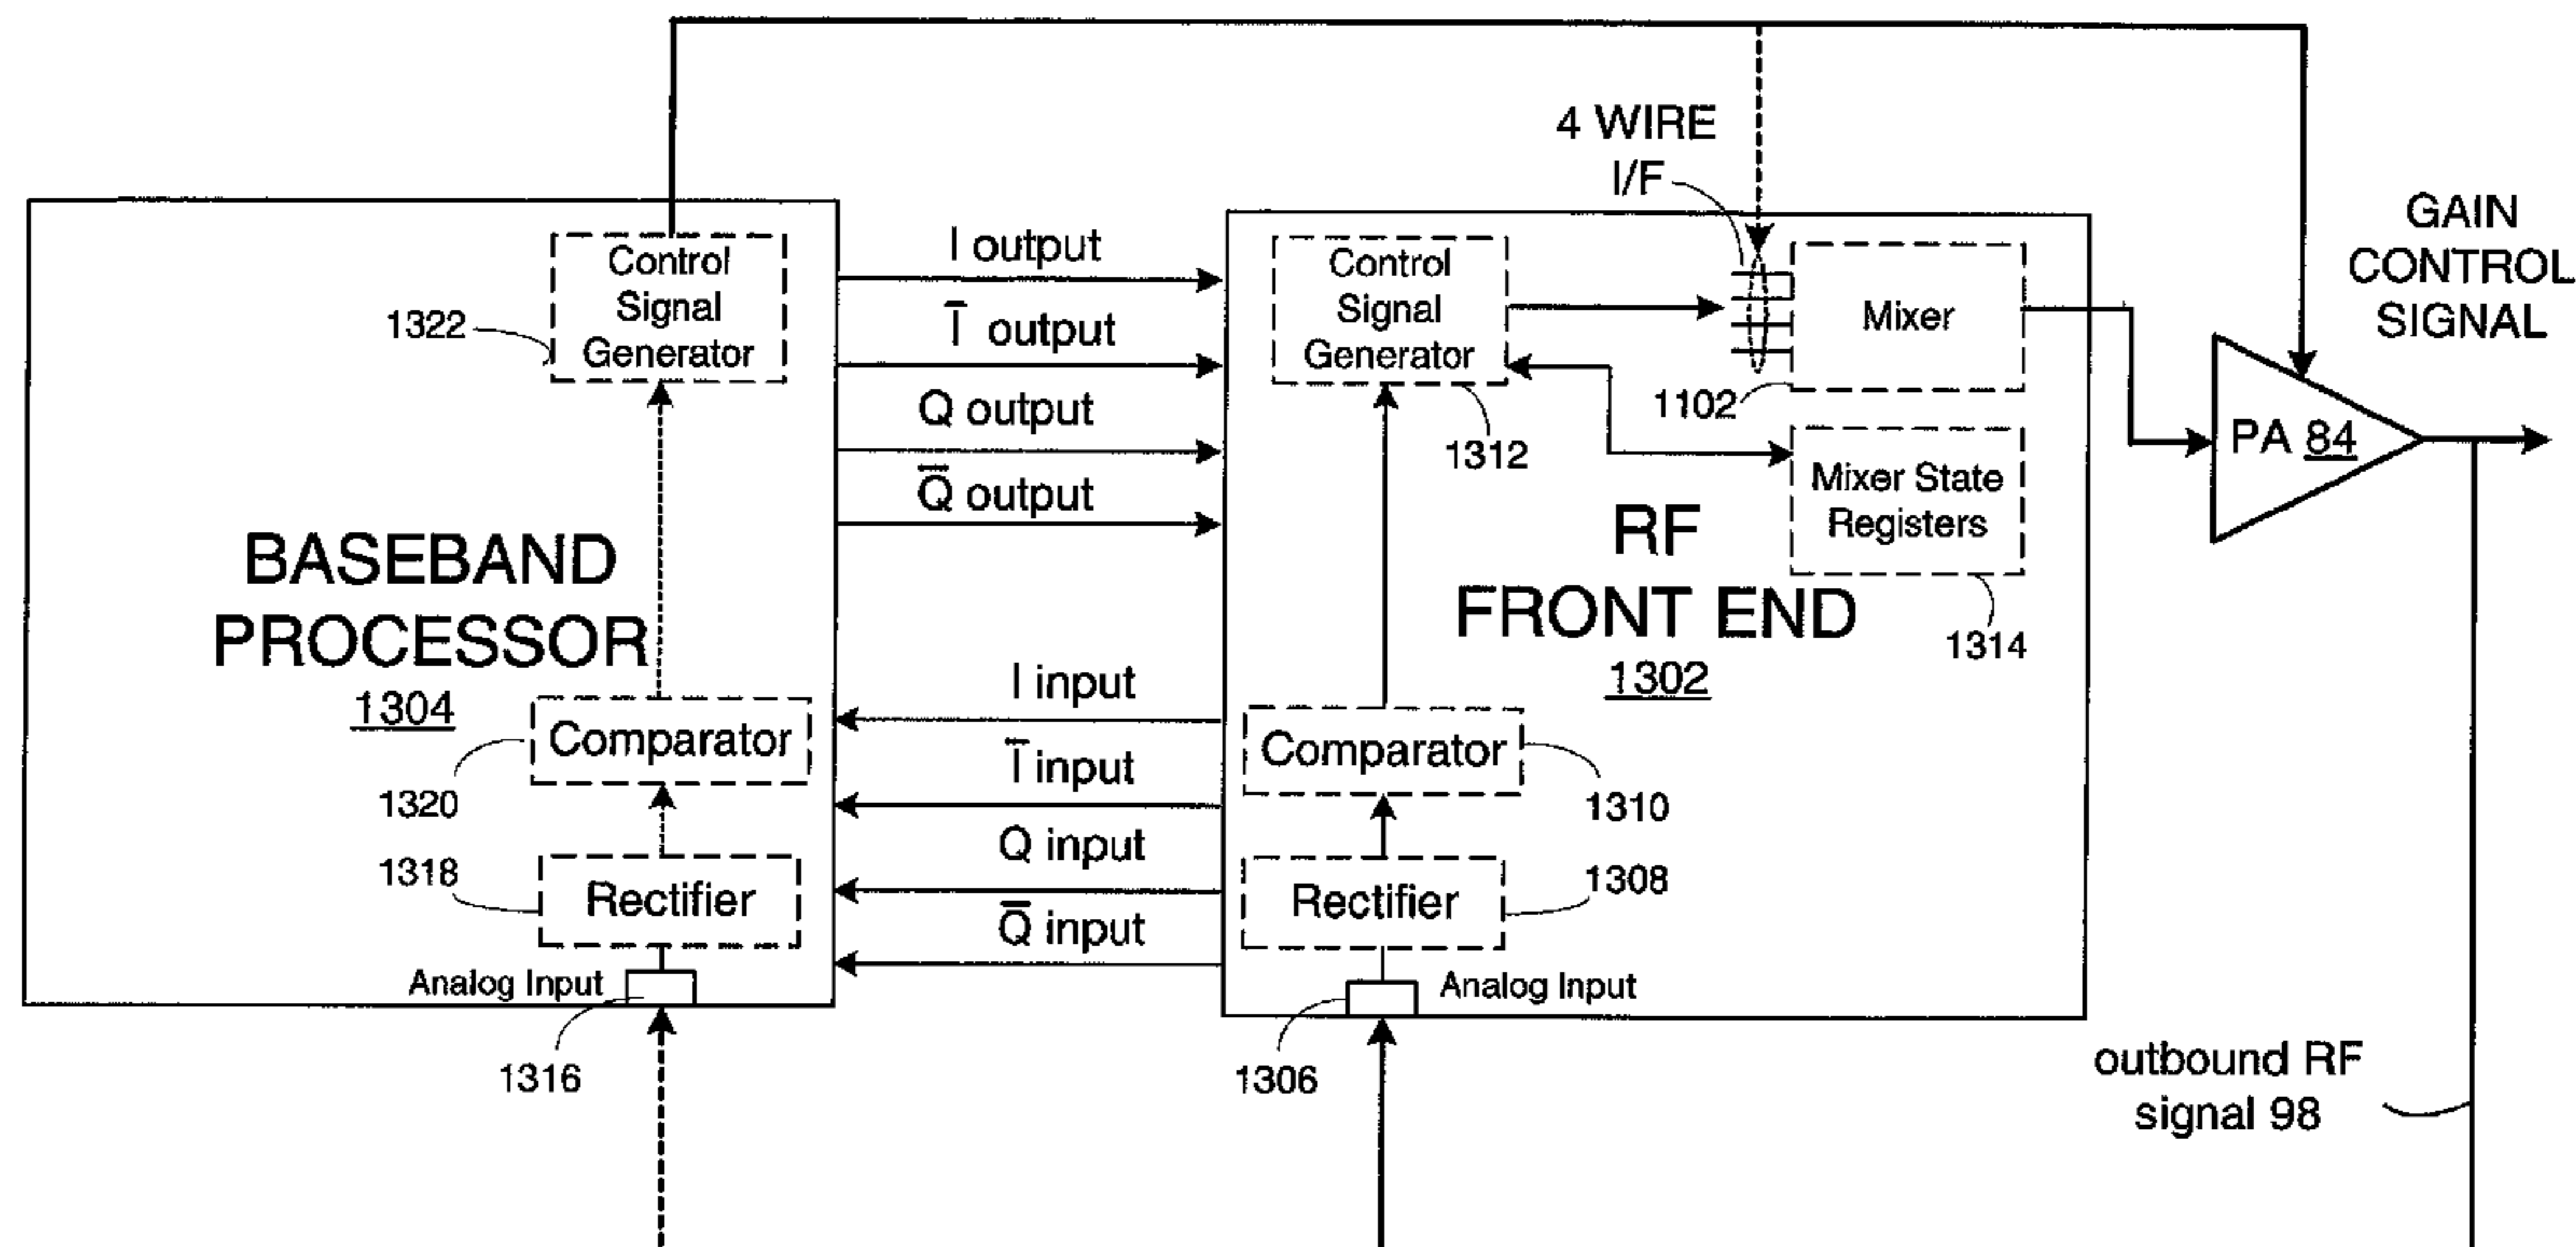 4 WIRE
I/F
GAIN
CONTROL
SIGNAL
Control
Signal
Generator
1322
I output
Ī output
Q output
Q̅ output
Control
Signal
Generator
1312
Mixer
1102
Mixer State
Registers
1314
PA 84
BASEBAND
PROCESSOR
1304
RF
FRONT END
1302
I input
Ī input
Q input
Q̅ input
Comparator
1320
Rectifier
1318
Analog Input
1316
Comparator
1310
Rectifier
1308
Analog Input
1306
outbound RF
signal 98